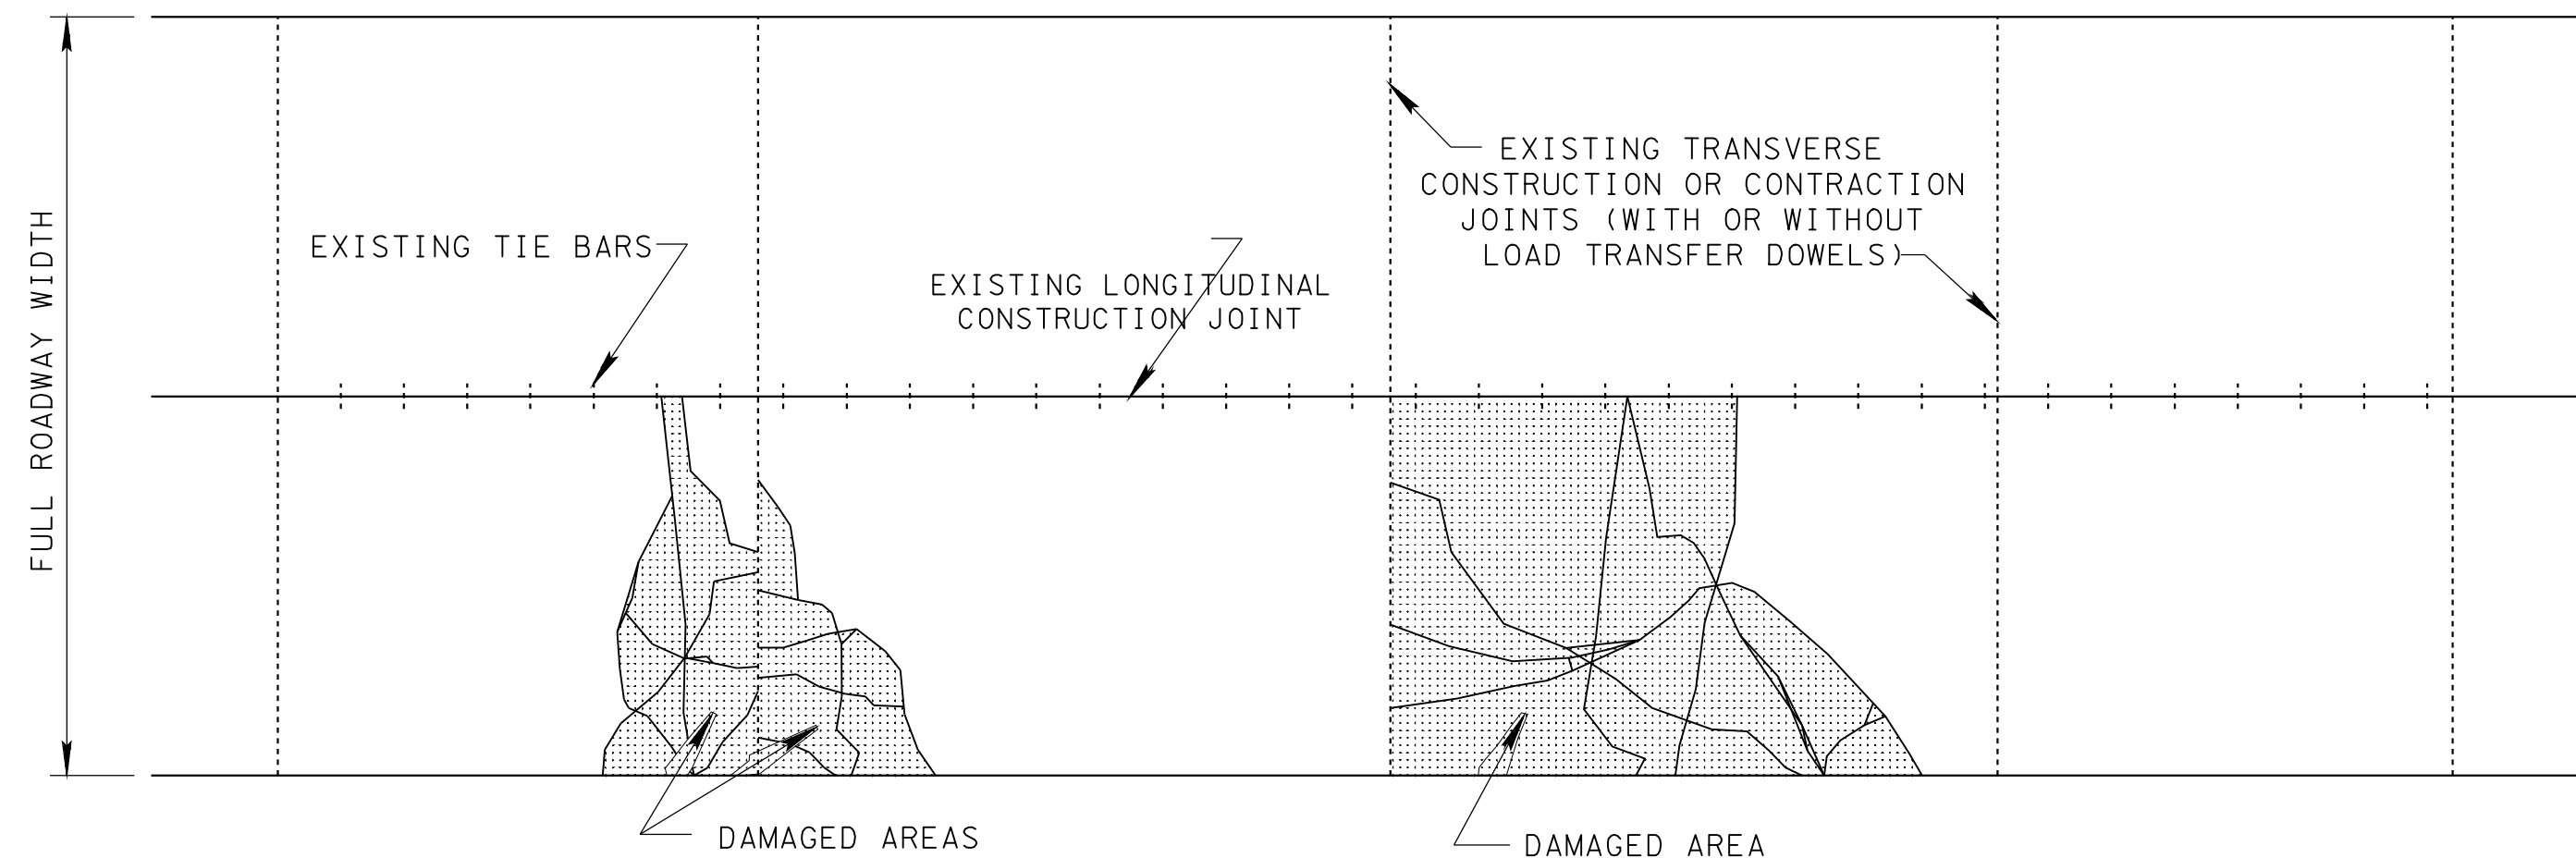 FULL ROADWAY WIDTH
EXISTING TIE BARS
EXISTING LONGITUDINAL
CONSTRUCTION JOINT
EXISTING TRANSVERSE
CONSTRUCTION OR CONTRACTION
JOINTS (WITH OR WITHOUT
LOAD TRANSFER DOWELS)
DAMAGED AREAS
DAMAGED AREA